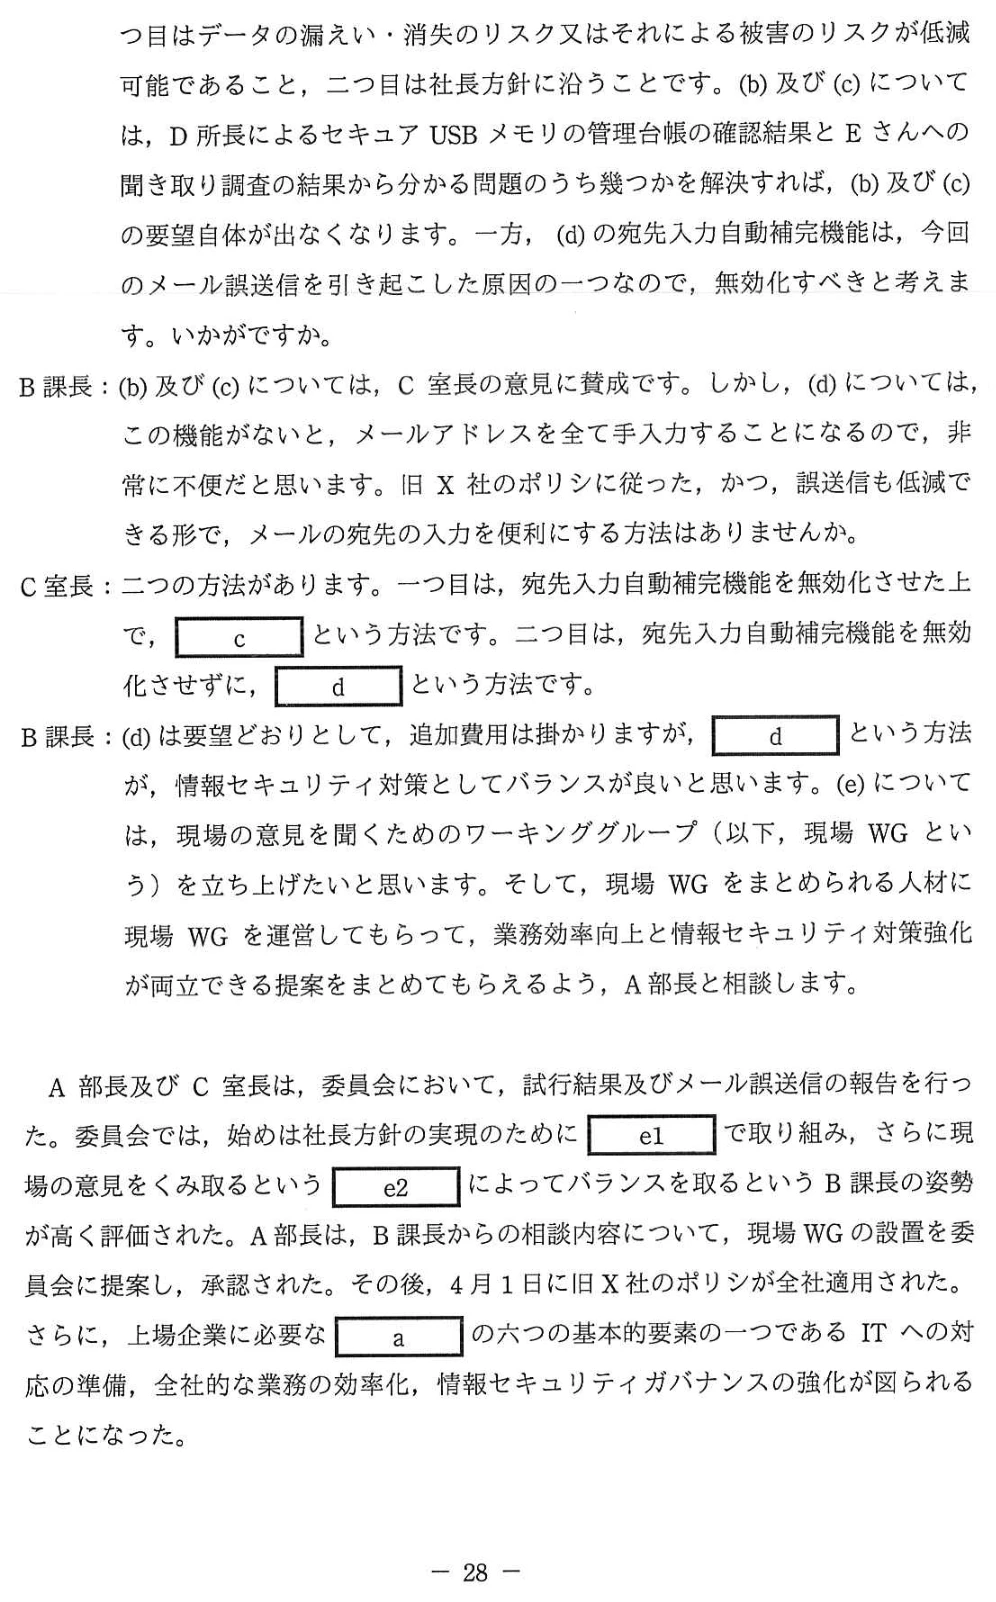 つ目はデータの漏えい・消失のリスク又はそれによる被害のリスクが低減
可能であること，二つ目は社長方針に沿うことです。(b) 及び (c) について
は，D 所長によるセキュア USB メモリの管理台帳の確認結果と E さんへの
聞き取り調査の結果から分かる問題のうち幾つかを解決すれば，(b) 及び (c)
の要望自体が出なくなります。一方， (d) の宛先入力自動補完機能は，今回
のメール誤送信を引き起こした原因の一つなので，無効化すべきと考えま
す。いかがですか。
B 課長：(b) 及び (c) については，C 室長の意見に賛成です。しかし，(d) については，
この機能がないと，メールアドレスを全て手入力することになるので，非
常に不便だと思います。旧 X 社のポリシに従った，かつ，誤送信も低減で
きる形で，メールの宛先の入力を便利にする方法はありませんか。
C 室長：二つの方法があります。一つ目は，宛先入力自動補完機能を無効化させた上
で， c という方法です。二つ目は，宛先入力自動補完機能を無効
化させずに， d という方法です。
B 課長：(d) は要望どおりとして，追加費用は掛かりますが， d という方法
が，情報セキュリティ対策としてバランスが良いと思います。(e) について
は，現場の意見を聞くためのワーキンググループ（以下，現場 WG とい
う）を立ち上げたいと思います。そして，現場 WG をまとめられる人材に
現場 WG を運営してもらって，業務効率向上と情報セキュリティ対策強化
が両立できる提案をまとめてもらえるよう，A 部長と相談します。
A 部長及び C 室長は，委員会において，試行結果及びメール誤送信の報告を行っ
た。委員会では，始めは社長方針の実現のために e1 で取り組み，さらに現
場の意見をくみ取るという e2 によってバランスを取るという B 課長の姿勢
が高く評価された。A 部長は，B 課長からの相談内容について，現場 WG の設置を委
員会に提案し，承認された。その後，4 月 1 日に旧 X 社のポリシが全社適用された。
さらに，上場企業に必要な a の六つの基本的要素の一つである IT への対
応の準備，全社的な業務の効率化，情報セキュリティガバナンスの強化が図られる
ことになった。
－ 28 －